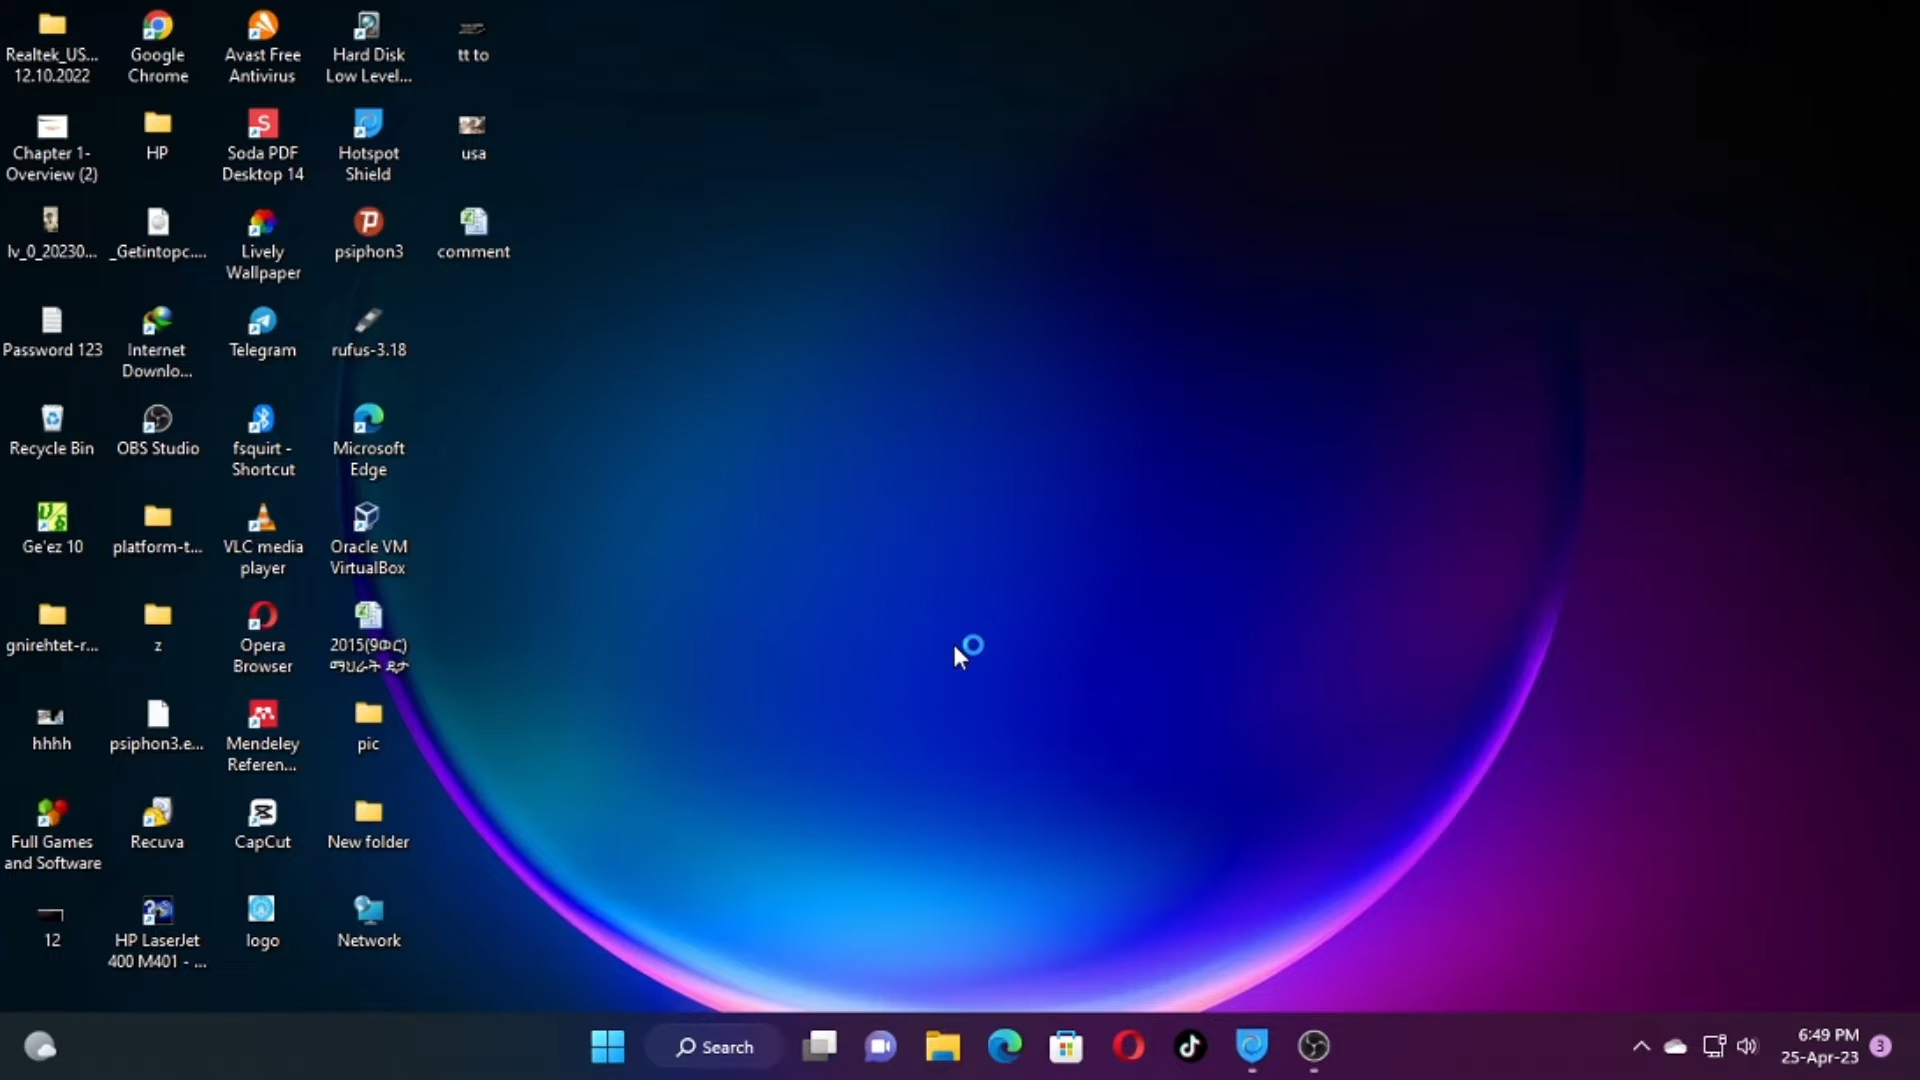 Realtek_US...
12.10.2022
Google
Chrome
Avast Free
Antivirus
Hard Disk
Low Level...
tt to
Chapter 1-
Overview (2)
HP
Soda PDF
Desktop 14
Hotspot
Shield
usa
lv_0_20230...
_Getintopc....
Lively
Wallpaper
psiphon3
comment
Password 123
Internet
Downlo...
Telegram
rufus-3.18
Recycle Bin
OBS Studio
fsquirt -
Shortcut
Microsoft
Edge
Ge'ez 10
platform-t...
VLC media
player
Oracle VM
VirtualBox
gnirehtet-r...
z
Opera
Browser
2015(9ወር)
ማህራት ዳታ
hhhh
psiphon3.e...
Mendeley
Referen...
pic
Full Games
and Software
Recuva
CapCut
New folder
12
HP LaserJet
400 M401 - ...
logo
Network
Search
6:49 PM
25-Apr-23
3